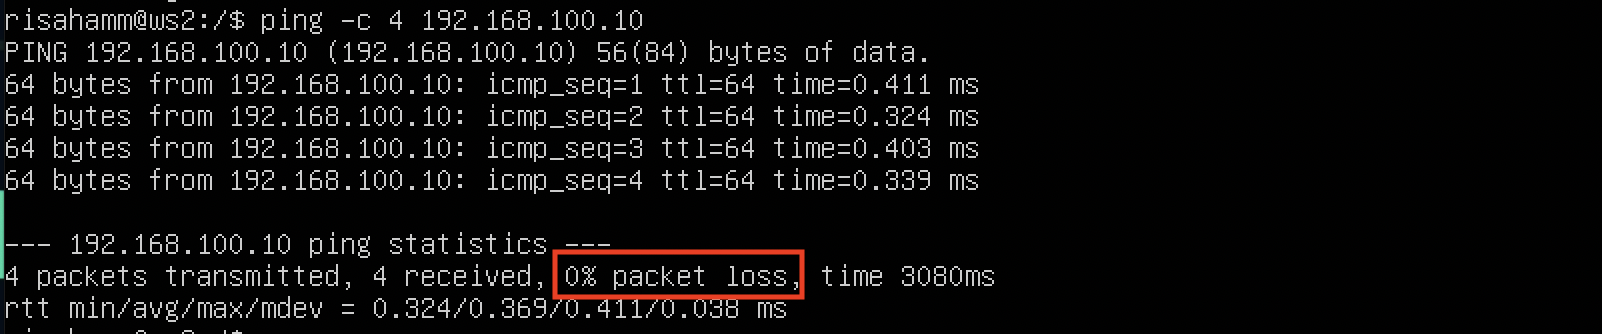 risahamm@ws2:/$ ping -c 4 192.168.100.10
PING 192.168.100.10 (192.168.100.10) 56(84) bytes of data.
64 bytes from 192.168.100.10: icmp_seq=1 ttl=64 time=0.411 ms
64 bytes from 192.168.100.10: icmp_seq=2 ttl=64 time=0.324 ms
64 bytes from 192.168.100.10: icmp_seq=3 ttl=64 time=0.403 ms
64 bytes from 192.168.100.10: icmp_seq=4 ttl=64 time=0.339 ms
--- 192.168.100.10 ping statistics ---
4 packets transmitted, 4 received, 0% packet loss, time 3080ms
rtt min/avg/max/mdev = 0.324/0.369/0.411/0.038 ms